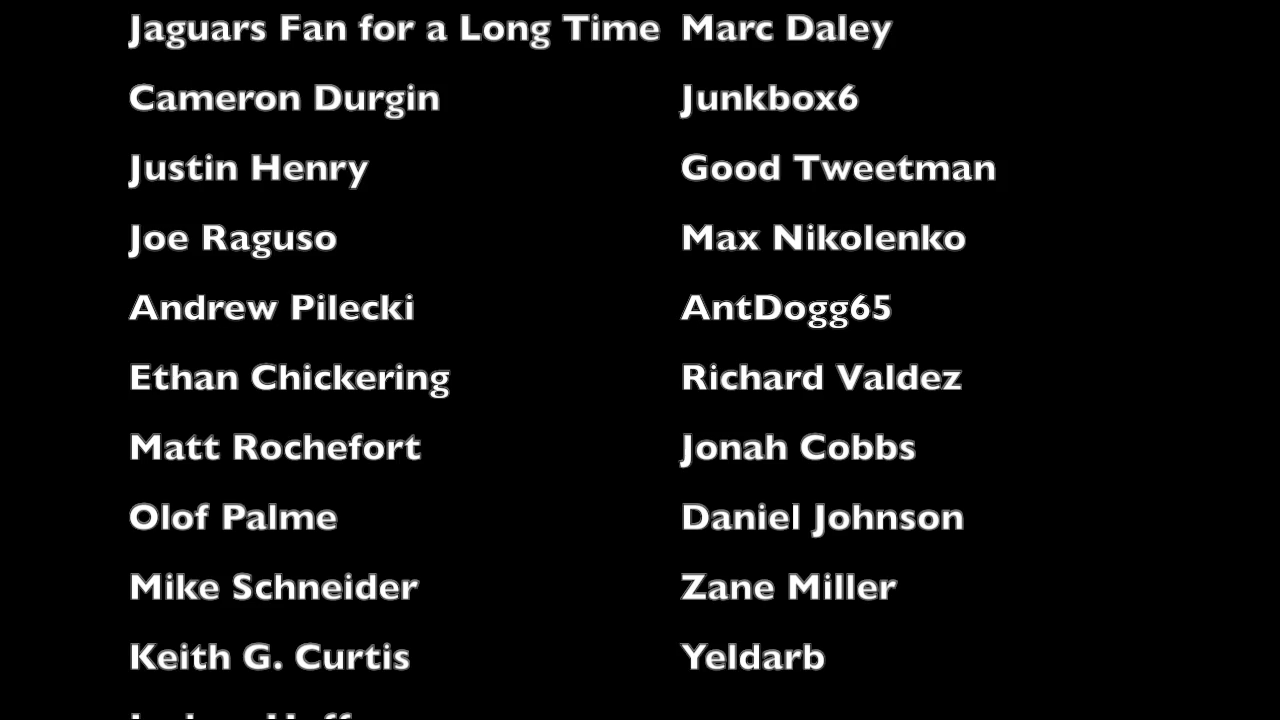 Jaguars Fan for a Long Time Marc Daley
Cameron Durgin Junkbox6
Justin Henry Good Tweetman
Joe Raguso Max Nikolenko
Andrew Pilecki AntDogg65
Ethan Chickering Richard Valdez
Matt Rochefort Jonah Cobbs
Olof Palme Daniel Johnson
Mike Schneider Zane Miller
Keith G. Curtis Yeldarb